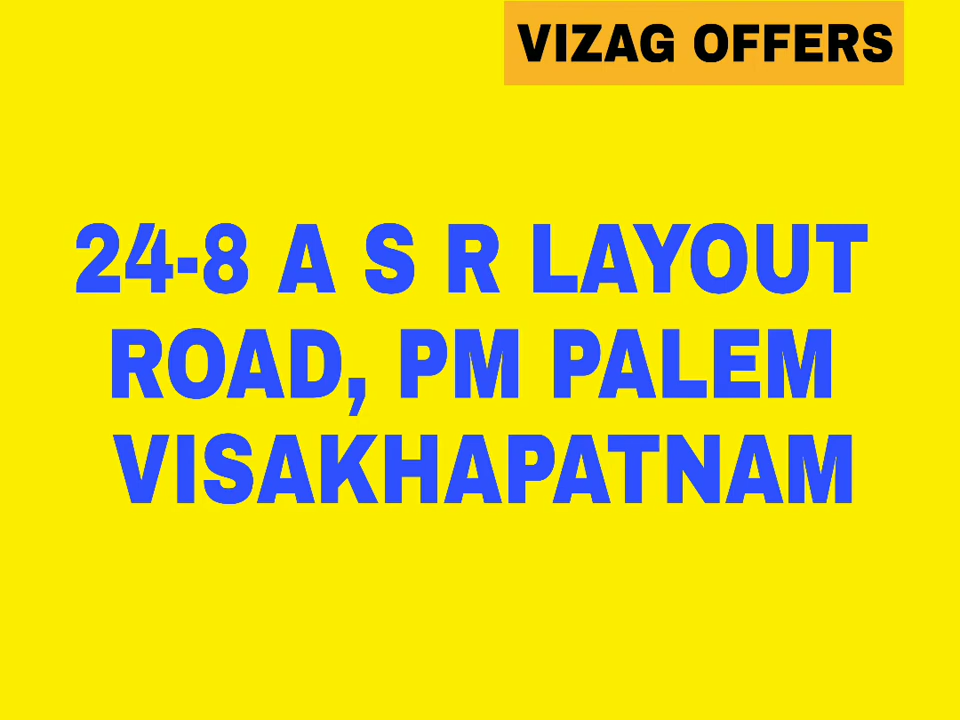 VIZAG OFFERS
24-8 A S R LAYOUT
ROAD, PM PALEM
VISAKHAPATNAM